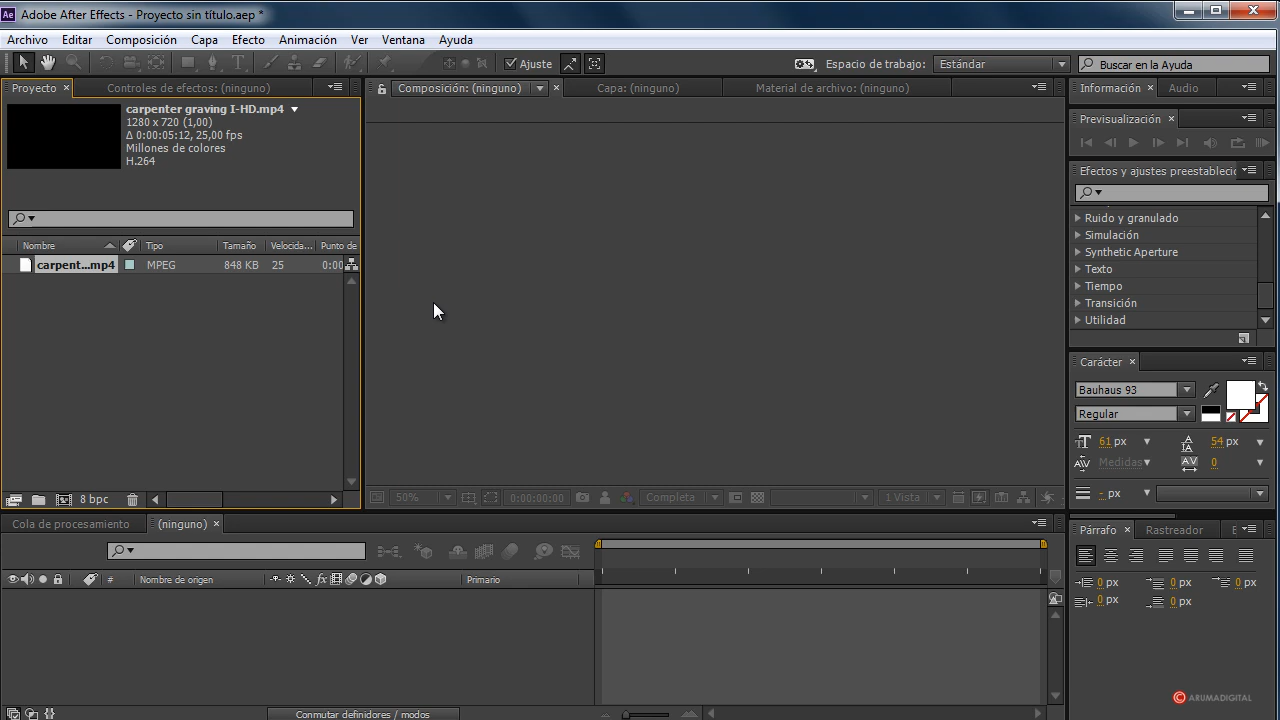 Ae Adobe After Effects - Proyecto sin título.aep *
Archivo Editar Composición Capa Efecto Animación Ver Ventana Ayuda
Ajuste Espacio de trabajo: Estándar Buscar en la Ayuda
Proyecto × Controles de efectos: (ninguno) Composición: (ninguno) Capa: (ninguno) Material de archivo: (ninguno) Información × Audio
carpenter graving I-HD.mp4
1280 x 720 (1,00)
Δ 0:00:05:12, 25,00 fps
Millones de colores
H.264
Previsualización ×
Efectos y ajustes preestableci
Nombre Tipo Tamaño Velocida... Punto de
carpent...mp4 MPEG 848 KB 25 0:00
Ruido y granulado
Simulación
Synthetic Aperture
Texto
Tiempo
Transición
Utilidad
Carácter ×
Bauhaus 93
Regular
61 px 54 px
Medidas 0
- px
8 bpc
50% 0:00:00:00 Completa 1 Vista
Cola de procesamiento (ninguno) ×
Nombre de origen Primario
#
Párrafo × Rastreador
0 px 0 px 0 px
0 px 0 px
Conmutar definidores / modos
© ARUMADIGITAL